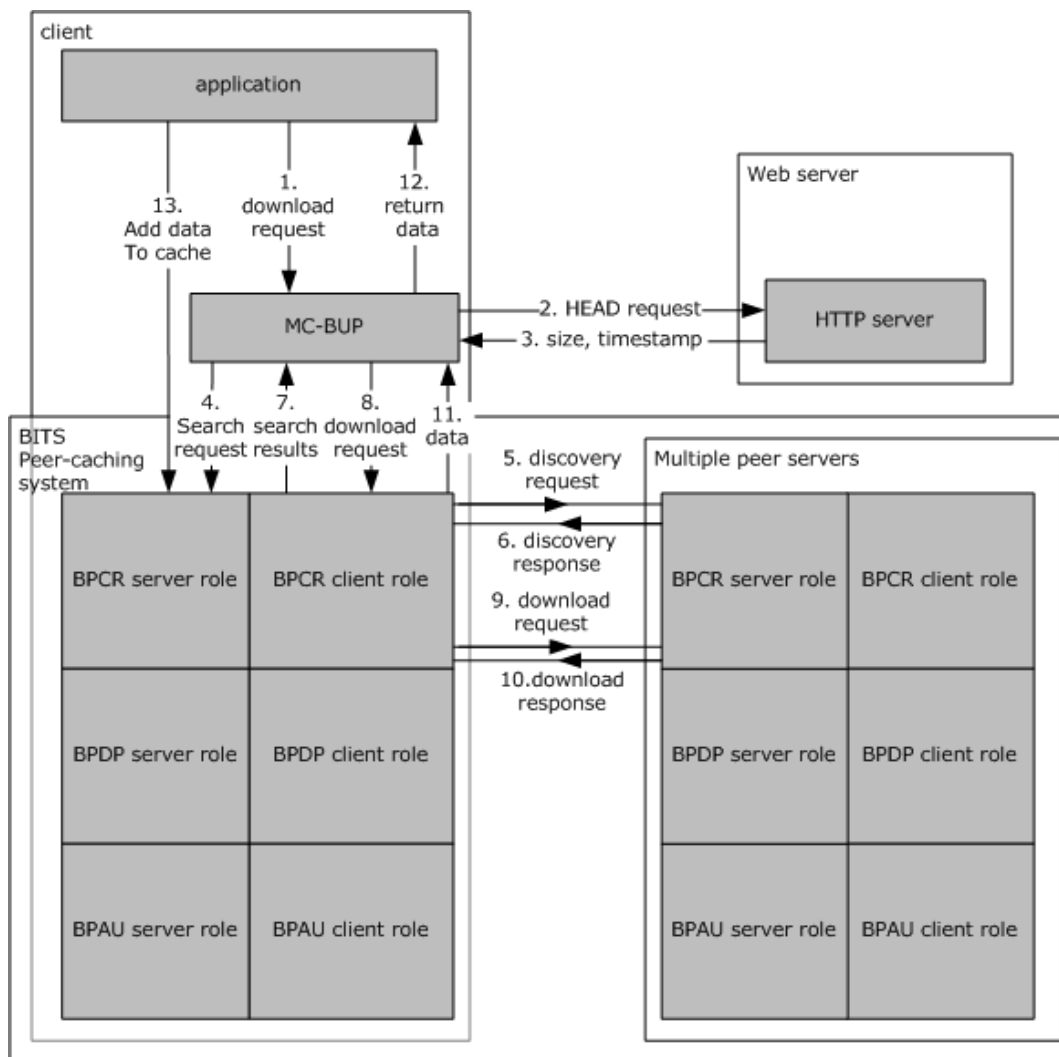 client
application
13.
Add data
To cache
1.
download
request
12.
return
data
Web server
MC-BUP
2. HEAD request
3. size, timestamp
HTTP server
4.
Search
request
7.
search
results
8.
download
request
11.
data
BITS
Peer-caching
system
5. discovery
request
6. discovery
response
9. download
request
10.download
response
Multiple peer servers
BPCR server role
BPCR client role
BPDP server role
BPDP client role
BPAU server role
BPAU client role
BPCR server role
BPCR client role
BPDP server role
BPDP client role
BPAU server role
BPAU client role